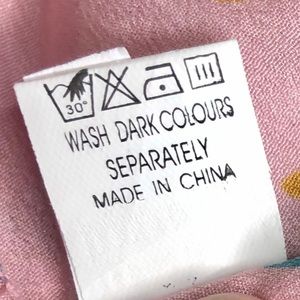 30°
WASH DARK COLOURS
SEPARATELY
MADE IN CHINA